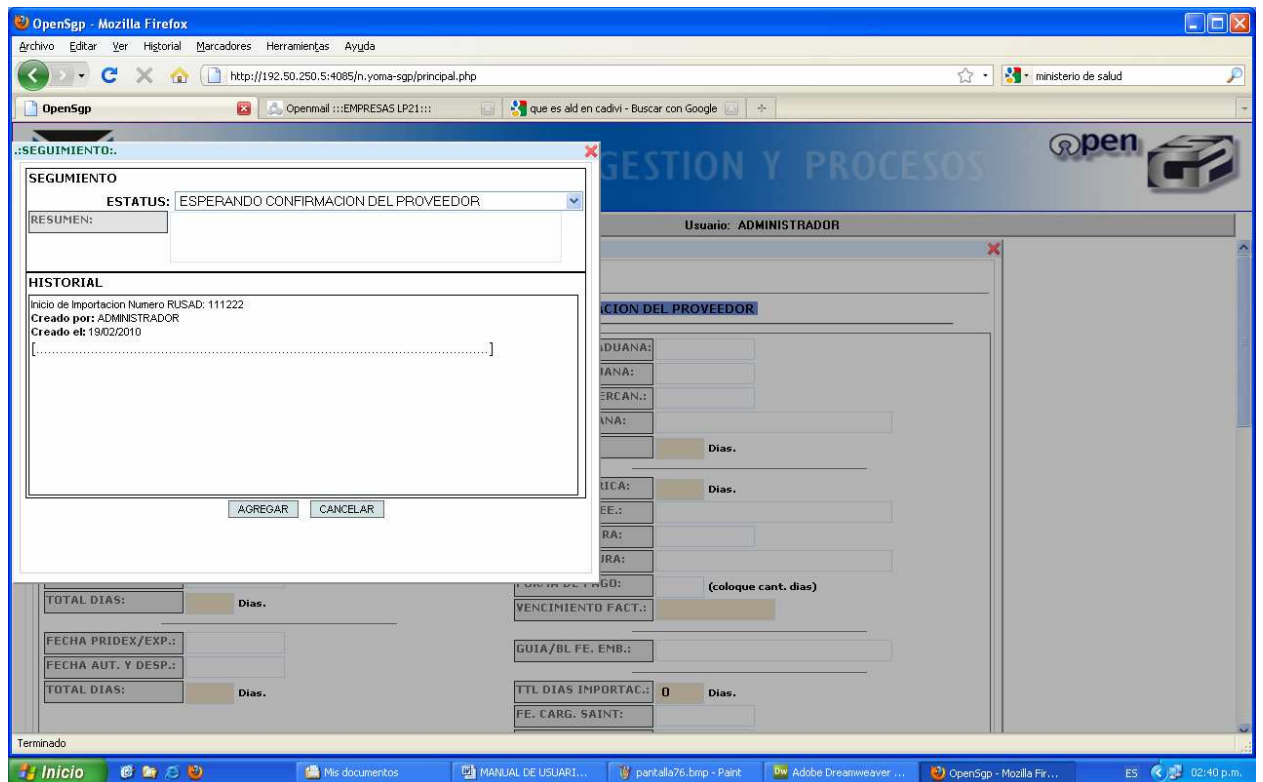 OpenSgp - Mozilla Firefox
Archivo Editar Ver Historial Marcadores Herramientas Ayuda
http://192.50.250.5:4085/n.yoma-sgp/principal.php
ministerio de salud
OpenSgp
Openmail :::EMPRESAS LP21:::
que es ald en cadivi - Buscar con Google
GESTION Y PROCESOS
Open
.:SEGUIMIENTO:.
SEGUMIENTO
ESTATUS: ESPERANDO CONFIRMACION DEL PROVEEDOR
RESUMEN:
Usuario: ADMINISTRADOR
HISTORIAL
Inicio de Importacion Numero RUSAD: 111222
Creado por: ADMINISTRADOR
Creado el: 19/02/2010
[...................................................................................................................]
AGREGAR CANCELAR
ACION DEL PROVEEDOR
ADUANA:
IANA:
ERCAN.:
ANA:
Dias.
RICA: Dias.
EE.:
RA:
JRA:
FORMA DE PAGO: (coloque cant. dias)
TOTAL DIAS: Dias.
VENCIMIENTO FACT.:
FECHA PRIDEX/EXP.:
GUIA/BL FE. EMB.:
FECHA AUT. Y DESP.:
TOTAL DIAS: Dias.
TTL DIAS IMPORTAC.: 0 Dias.
FE. CARG. SAINT:
Terminado
Inicio
Mis documentos
MANUAL DE USUARI...
pantalla76.bmp - Paint
Adobe Dreamweaver ...
OpenSgp - Mozilla Fir...
ES
02:40 p.m.